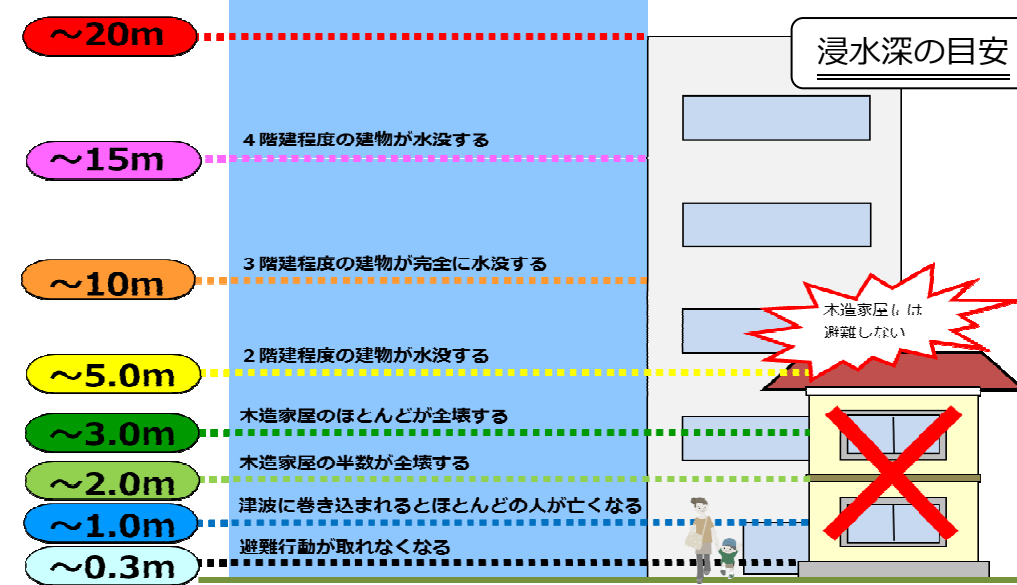 浸水深の目安
～20m
４階建程度の建物が水没する
～15m
３階建程度の建物が完全に水没する
～10m
木造家屋には
避難しない
２階建程度の建物が水没する
～5.0m
木造家屋のほとんどが全壊する
～3.0m
木造家屋の半数が全壊する
～2.0m
津波に巻き込まれるとほとんどの人が亡くなる
～1.0m
避難行動が取れなくなる
～0.3m